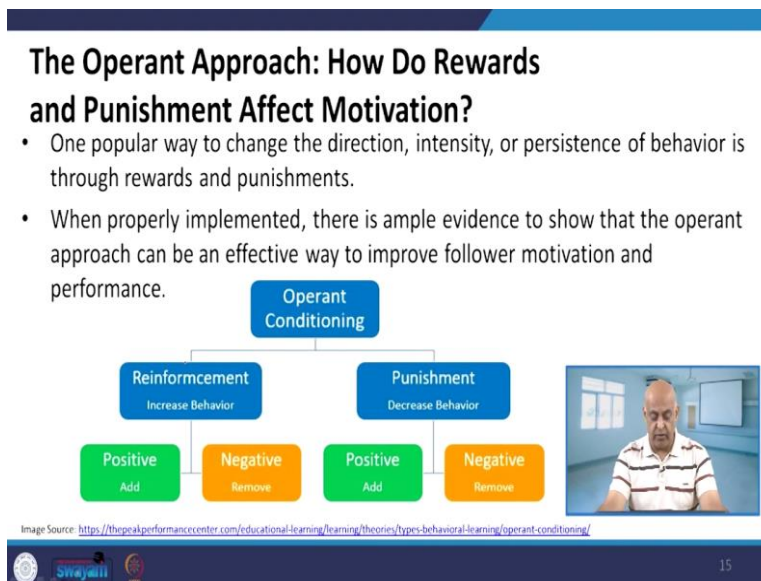 The Operant Approach: How Do Rewards
and Punishment Affect Motivation?
• One popular way to change the direction, intensity, or persistence of behavior is
through rewards and punishments.
• When properly implemented, there is ample evidence to show that the operant
approach can be an effective way to improve follower motivation and
performance.
Operant
Conditioning
Reinformcement
Increase Behavior
Punishment
Decrease Behavior
Positive
Add
Negative
Remove
Positive
Add
Negative
Remove
Image Source: https://thepeakperformancecenter.com/educational-learning/learning/theories/types-behavioral-learning/operant-conditioning/
swayam
15